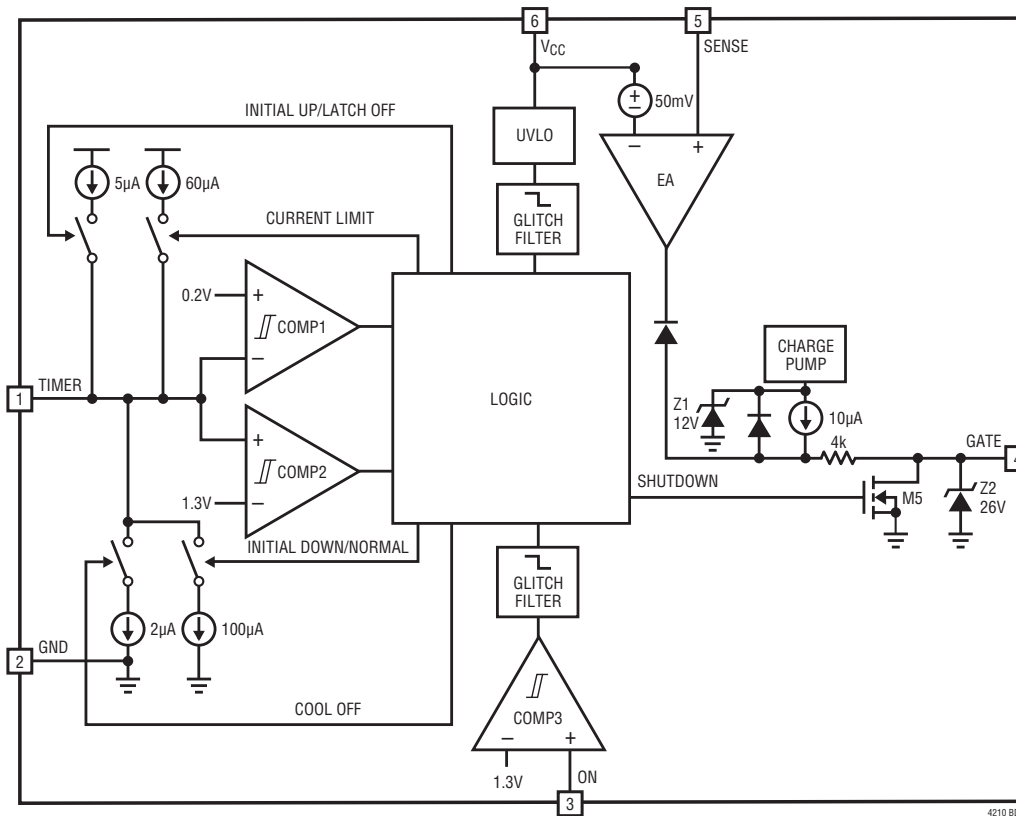 6
5
VCC
SENSE
50mV
INITIAL UP/LATCH OFF
UVLO
EA
5µA
60µA
CURRENT LIMIT
GLITCH
FILTER
0.2V
COMP1
TIMER
1
LOGIC
CHARGE
PUMP
Z1
12V
10µA
4k
GATE
COMP2
1.3V
SHUTDOWN
M5
Z2
26V
INITIAL DOWN/NORMAL
GLITCH
FILTER
2µA
100µA
GND
2
COOL OFF
COMP3
1.3V
ON
3